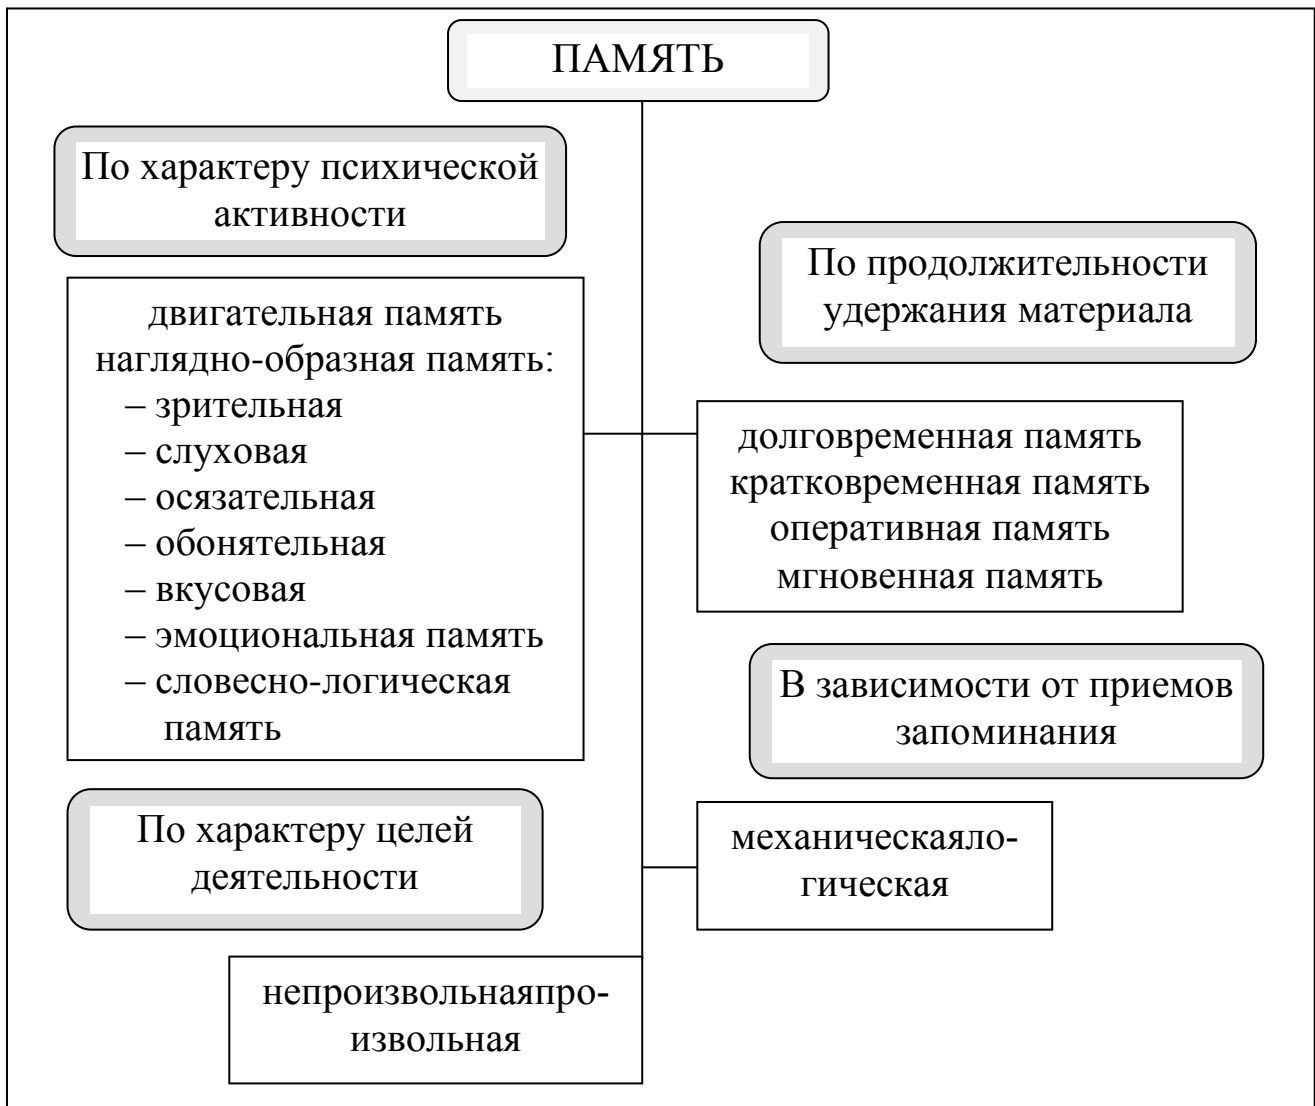 ПАМЯТЬ
По характеру психической
активности
двигательная память
наглядно-образная память:
– зрительная
– слуховая
– осязательная
– обонятельная
– вкусовая
– эмоциональная память
– словесно-логическая
память
По продолжительности
удержания материала
долговременная память
кратковременная память
оперативная память
мгновенная память
В зависимости от приемов
запоминания
механическаяло-
гическая
По характеру целей
деятельности
непроизвольнаяпро-
извольная